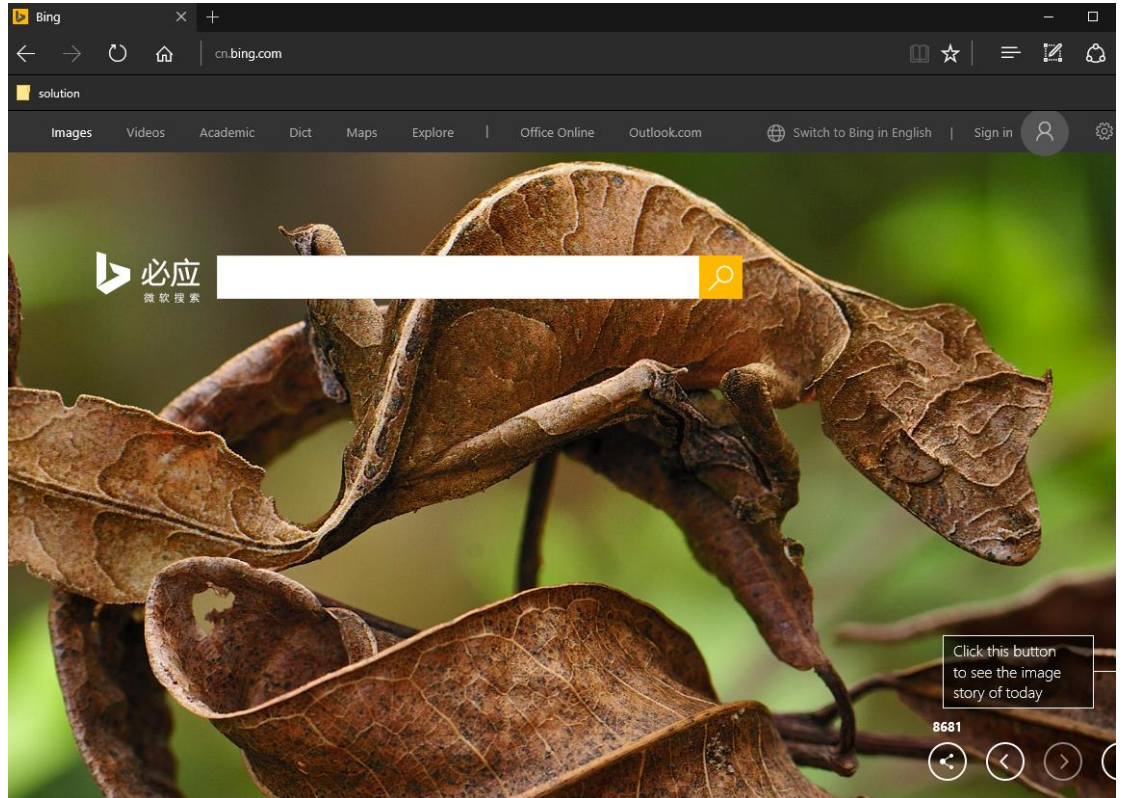 Bing
cn.bing.com
solution
Images Videos Academic Dict Maps Explore | Office Online Outlook.com Switch to Bing in English | Sign in
必应
微软搜索
Click this button
to see the image
story of today
8681